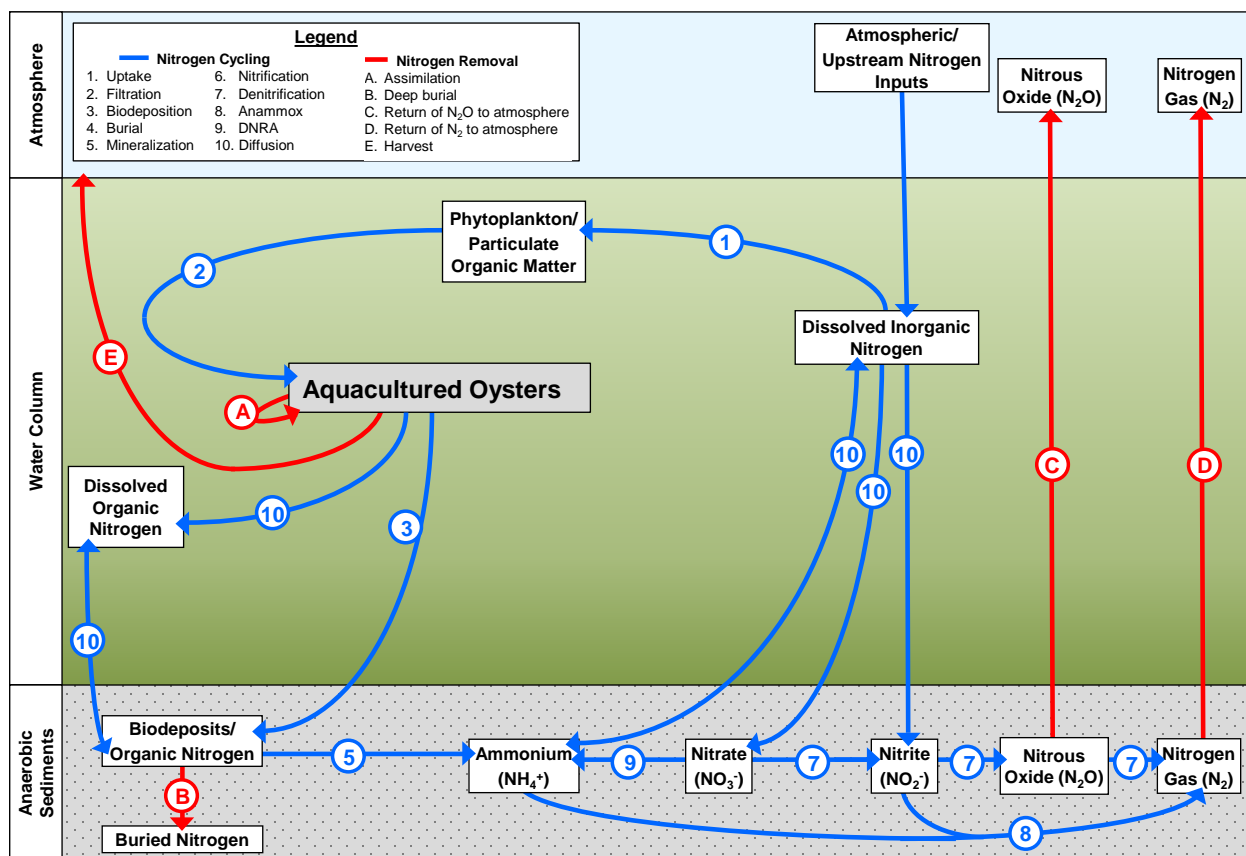 Legend
Nitrogen Cycling
1. Uptake
2. Filtration
3. Biodeposition
4. Burial
5. Mineralization
6. Nitrification
7. Denitrification
8. Anammox
9. DNRA
10. Diffusion
Nitrogen Removal
A. Assimilation
B. Deep burial
C. Return of N₂O to atmosphere
D. Return of N₂ to atmosphere
E. Harvest
Atmosphere
Atmospheric/
Upstream Nitrogen
Inputs
Nitrous
Oxide (N₂O)
Nitrogen
Gas (N₂)
Water Column
Phytoplankton/
Particulate
Organic Matter
1
2
Dissolved Inorganic
Nitrogen
E
Aquacultured Oysters
A
10
10
10
C
D
Dissolved
Organic
Nitrogen
10
3
10
Anaerobic
Sediments
Biodeposits/
Organic Nitrogen
5
Ammonium
(NH₄⁺)
9
Nitrate
(NO₃⁻)
7
Nitrite
(NO₂⁻)
7
Nitrous
Oxide (N₂O)
7
Nitrogen
Gas (N₂)
B
8
Buried Nitrogen